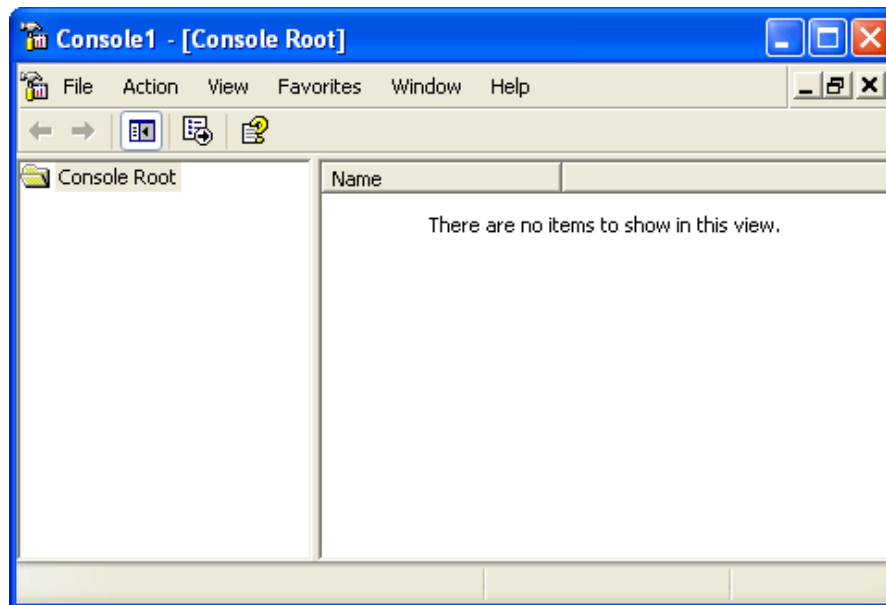 Console1 - [Console Root]
File Action View Favorites Window Help
Console Root
Name
There are no items to show in this view.